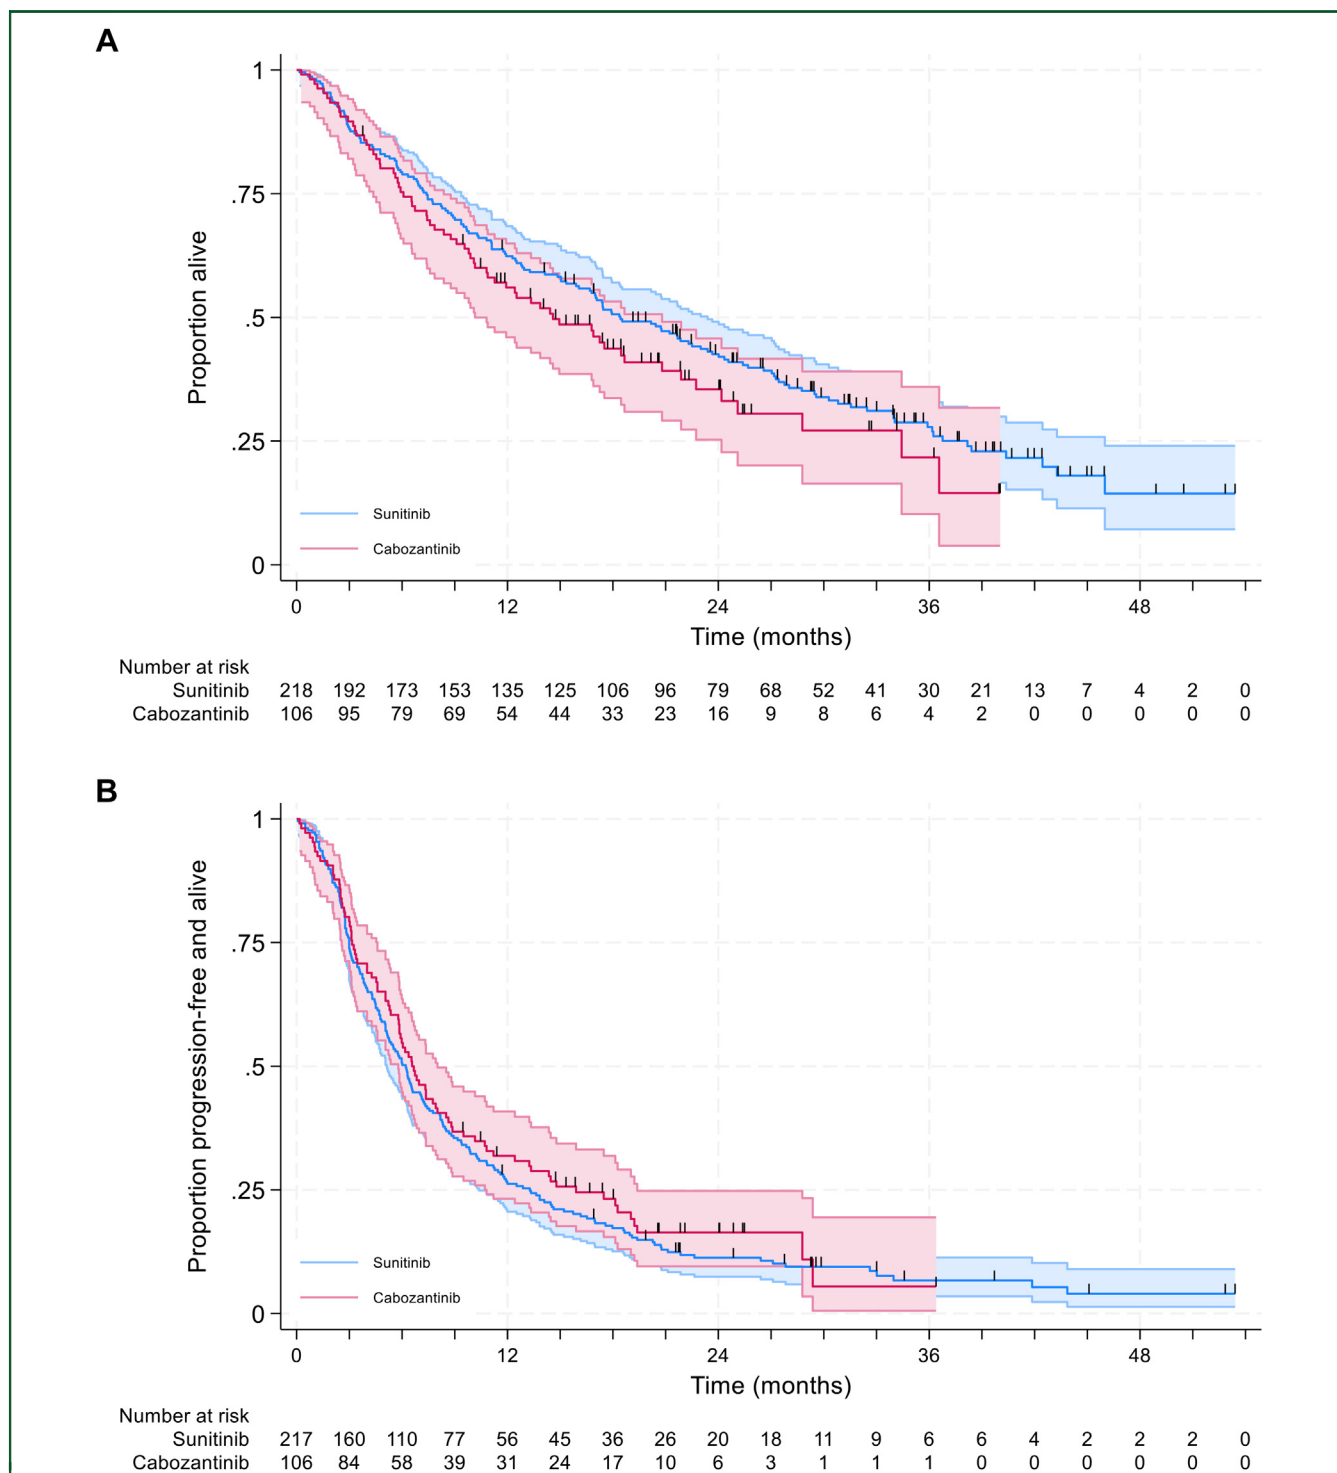 A
1
.75
.5
.25
0
Proportion alive
Sunitinib
Cabozantinib
0 12 24 36 48
Time (months)
Number at risk
Sunitinib 218 192 173 153 135 125 106 96 79 68 52 41 30 21 13 7 4 2 0
Cabozantinib 106 95 79 69 54 44 33 23 16 9 8 6 4 2 0 0 0 0 0
B
1
.75
.5
.25
0
Proportion progression-free and alive
Sunitinib
Cabozantinib
0 12 24 36 48
Time (months)
Number at risk
Sunitinib 217 160 110 77 56 45 36 26 20 18 11 9 6 6 4 2 2 2 0
Cabozantinib 106 84 58 39 31 24 17 10 6 3 1 1 1 0 0 0 0 0 0